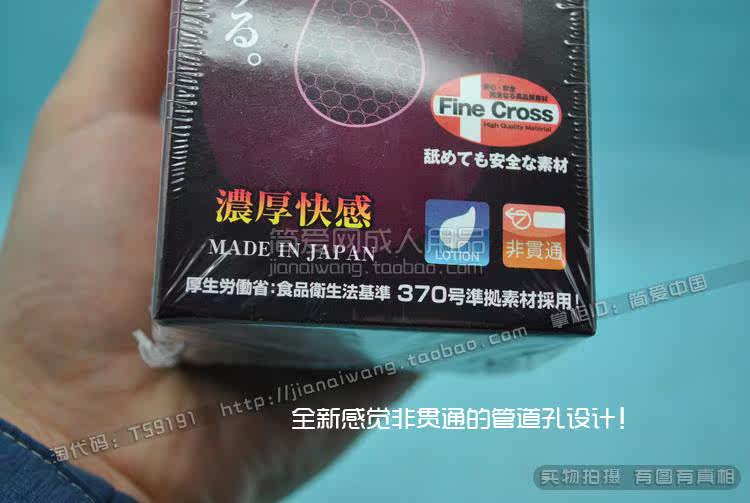 る。
安心・安全
Fine Cross
High Quality Material
舐めても安全な素材
濃厚快感
MADE IN JAPAN
LOTION
非貫通
简爱网成人用品
jianaiwang.taobao.com
厚生労働省:食品衛生法基準 370号準拠素材採用!
淘代码:TS9191 http://jianaiwang.taobao.com 掌柜ID:简爱中国
全新感觉非贯通的管道孔设计!
实物拍摄 有图有真相